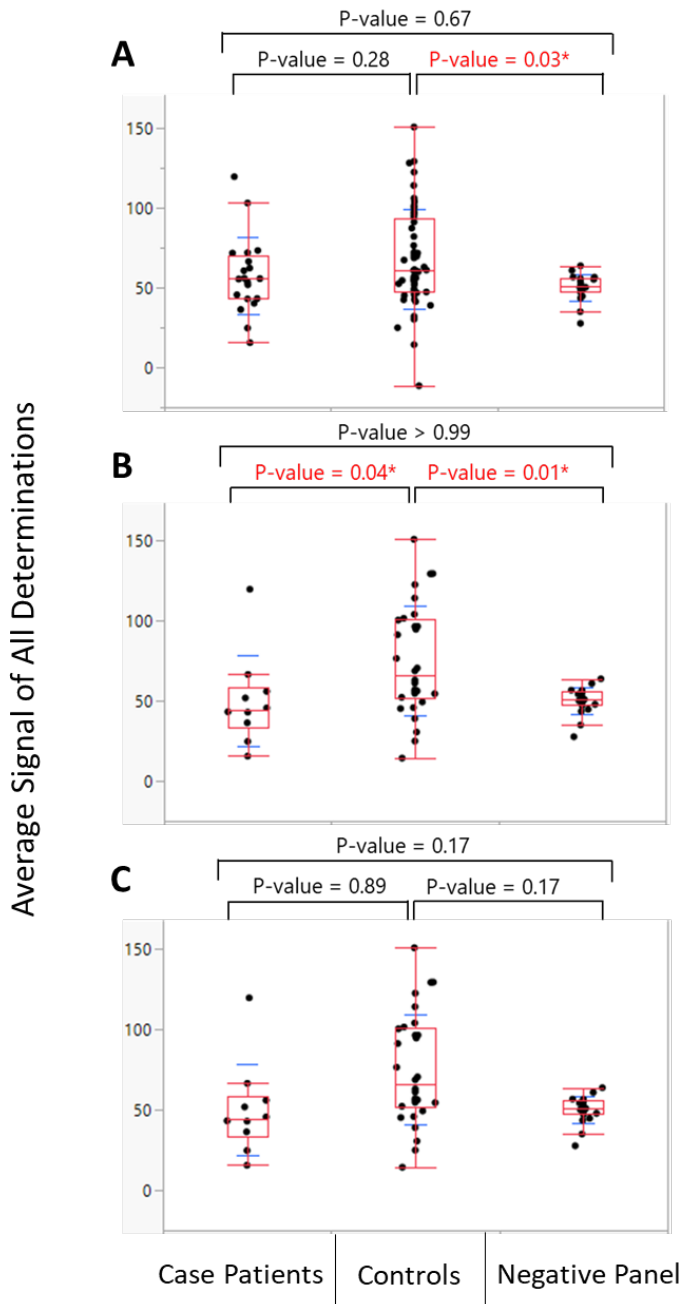 P-value = 0.67
A
P-value = 0.28 P-value = 0.03*
150
100
50
0
P-value > 0.99
B
P-value = 0.04* P-value = 0.01*
150
100
50
0
P-value = 0.17
C
P-value = 0.89 P-value = 0.17
150
100
50
0
Average Signal of All Determinations
Case Patients Controls Negative Panel